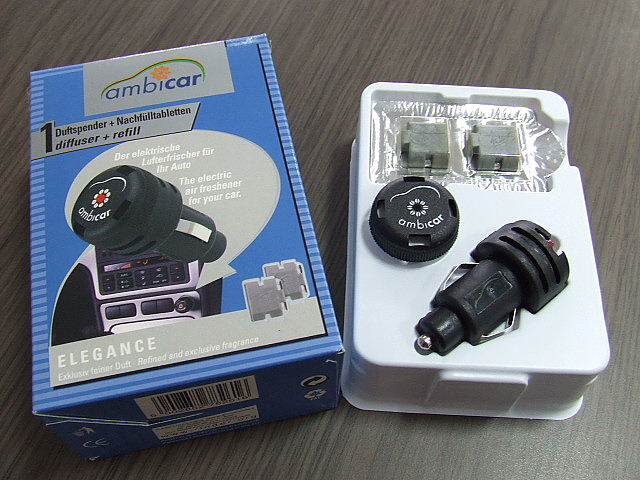 ambicar
1 Duftspender + Nachfülltabletten
diffuser + refill
Der elektrische
Lufterfrischer für
Ihr Auto
The electric
air freshener
for your car.
ambicar
ELEGANCE
Exklusiv feiner Duft · Refined and exclusive fragrance
CE
ambicar